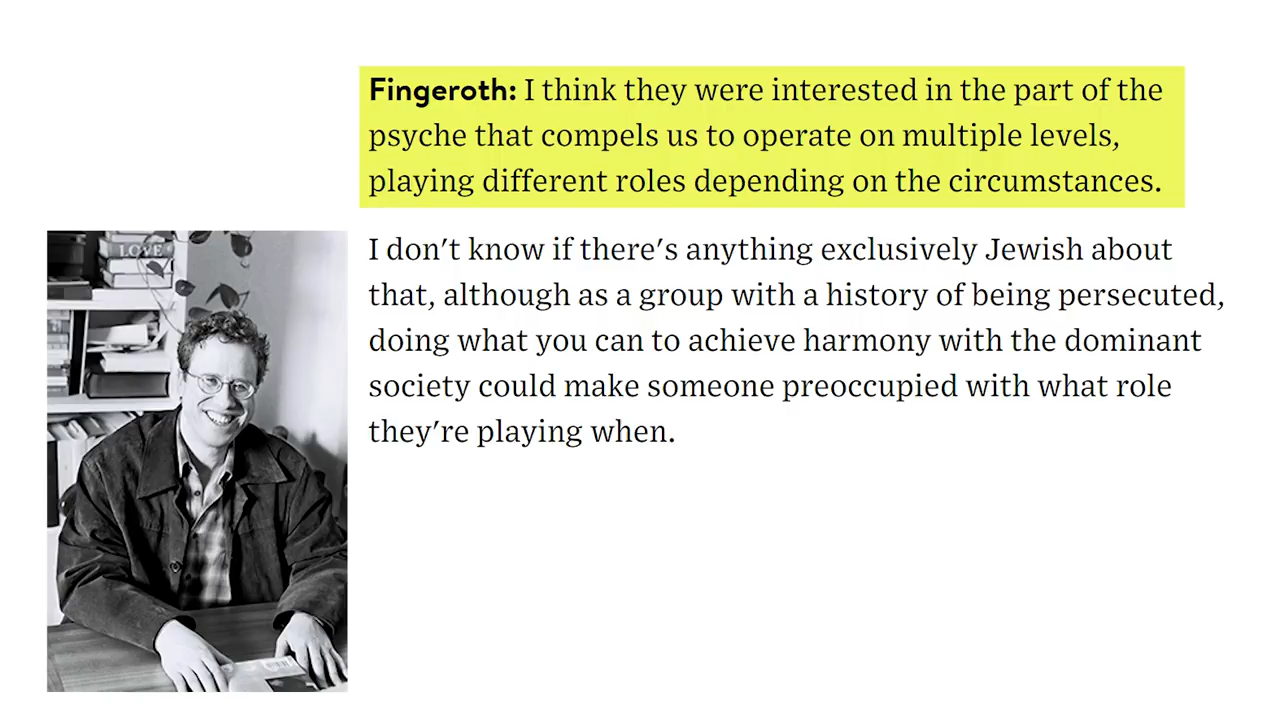 Fingeroth: I think they were interested in the part of the
psyche that compels us to operate on multiple levels,
playing different roles depending on the circumstances.
I don't know if there's anything exclusively Jewish about
that, although as a group with a history of being persecuted,
doing what you can to achieve harmony with the dominant
society could make someone preoccupied with what role
they're playing when.
LOVE